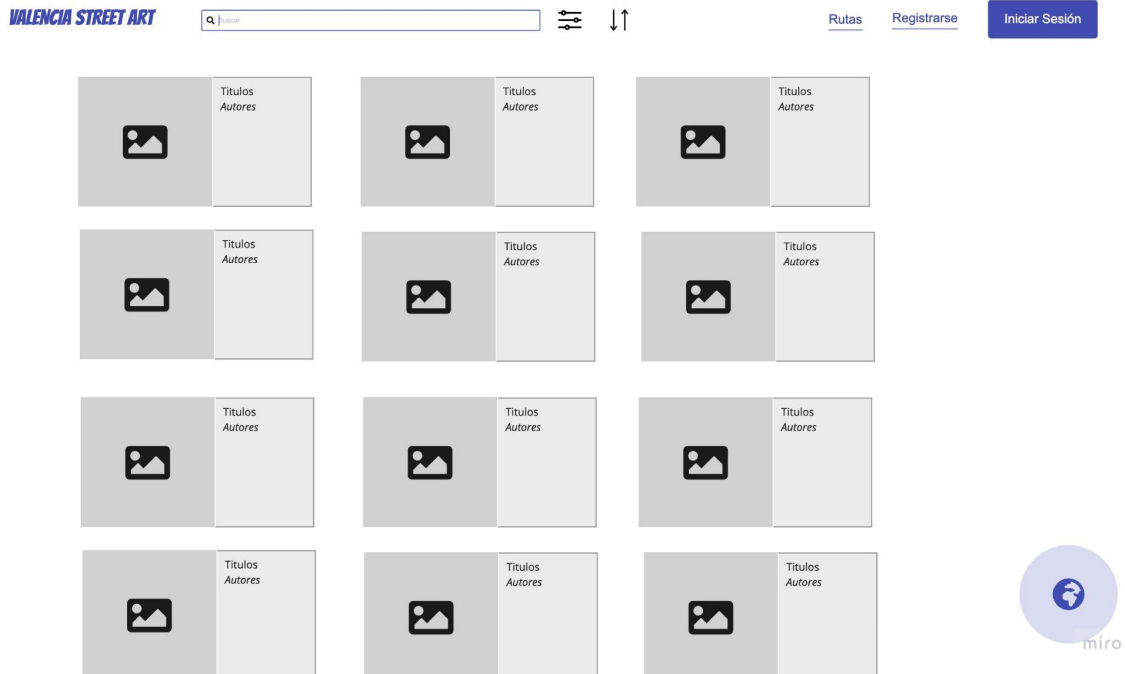 VALENCIA STREET ART
Buscar
Rutas
Registrarse
Iniciar Sesión
Titulos
Autores
Titulos
Autores
Titulos
Autores
Titulos
Autores
Titulos
Autores
Titulos
Autores
Titulos
Autores
Titulos
Autores
Titulos
Autores
Titulos
Autores
Titulos
Autores
Titulos
Autores
miro